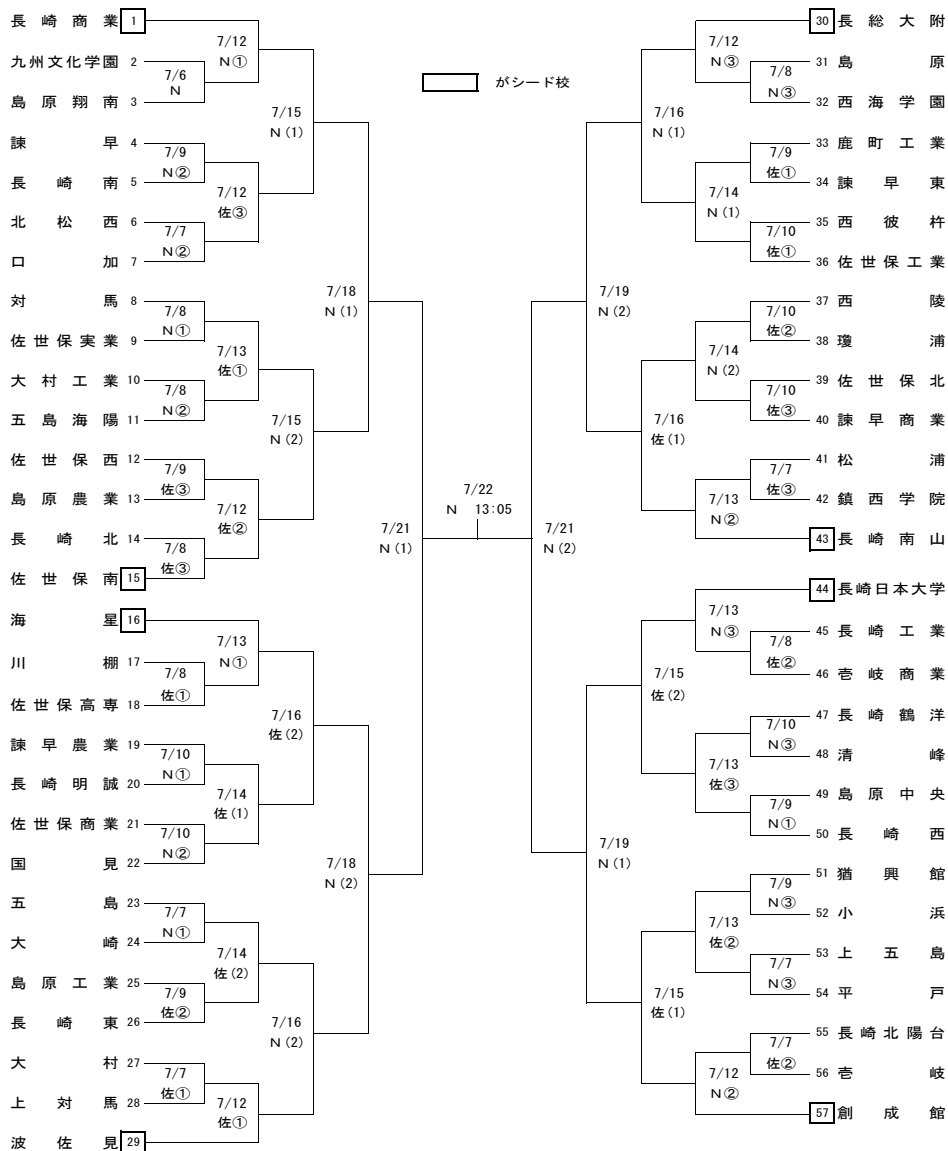 長崎商業 1
7/12
N①
九州文化学園 2
7/6
N
島原翔南 3
7/15
N(1)
諫早 4
7/9
N②
長崎南 5
7/12
佐③
北松西 6
7/7
N②
口加 7
7/18
N(1)
対馬 8
7/8
N①
佐世保実業 9
7/13
佐①
大村工業 10
7/8
N②
五島海陽 11
7/15
N(2)
佐世保西 12
7/9
佐③
島原農業 13
7/12
佐②
長崎北 14
7/8
佐③
佐世保南 15
7/21
N(1)
海星 16
7/13
N①
川棚 17
7/8
佐①
佐世保高専 18
7/16
佐(2)
諫早農業 19
7/10
N①
長崎明誠 20
7/14
佐(1)
佐世保商業 21
7/10
N②
国見 22
7/18
N(2)
五島 23
7/7
N①
大崎 24
7/14
佐(2)
島原工業 25
7/9
佐②
長崎東 26
7/16
N(2)
大村 27
7/7
佐①
上対馬 28
7/12
佐①
波佐見 29
がシード校
7/22
N 13:05
30 長総大附
7/12
N③
31 島原
7/8
N③
32 西海学園
7/16
N(1)
33 鹿町工業
7/9
佐①
34 諫早東
7/14
N(1)
35 西彼杵
7/10
佐①
36 佐世保工業
7/19
N(2)
37 西陵
7/10
佐②
38 瓊浦
7/14
N(2)
39 佐世保北
7/10
佐③
40 諫早商業
7/16
佐(1)
41 松浦
7/7
佐③
42 鎮西学院
7/13
N②
43 長崎南山
7/21
N(2)
44 長崎日本大学
7/13
N③
45 長崎工業
7/8
佐②
46 壱岐商業
7/15
佐(2)
47 長崎鶴洋
7/10
N③
48 清峰
7/13
佐③
49 島原中央
7/9
N①
50 長崎西
7/19
N(1)
51 猶興館
7/9
N③
52 小浜
7/13
佐②
53 上五島
7/7
N③
54 平戸
7/15
佐(1)
55 長崎北陽台
7/7
佐②
56 壱岐
7/12
N②
57 創成館